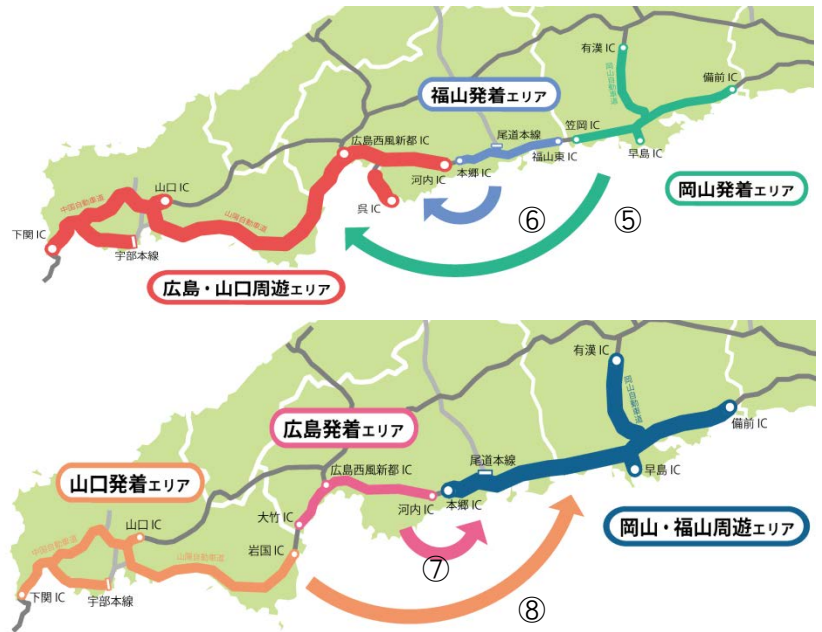 有漢 IC
岡山自動車道
備前 IC
福山発着エリア
広島西風新都 IC
尾道本線
笠岡 IC
福山東 IC
早島 IC
河内 IC
本郷 IC
山口 IC
呉 IC
岡山発着エリア
中国自動車道
山陽自動車道
⑥
⑤
下関 IC
宇部本線
広島・山口周遊エリア
有漢 IC
岡山自動車道
備前 IC
広島発着エリア
尾道本線
広島西風新都 IC
早島 IC
山口発着エリア
河内 IC
本郷 IC
大竹 IC
岡山・福山周遊エリア
山口 IC
岩国 IC
中国自動車道
山陽自動車道
⑦
下関 IC
宇部本線
⑧